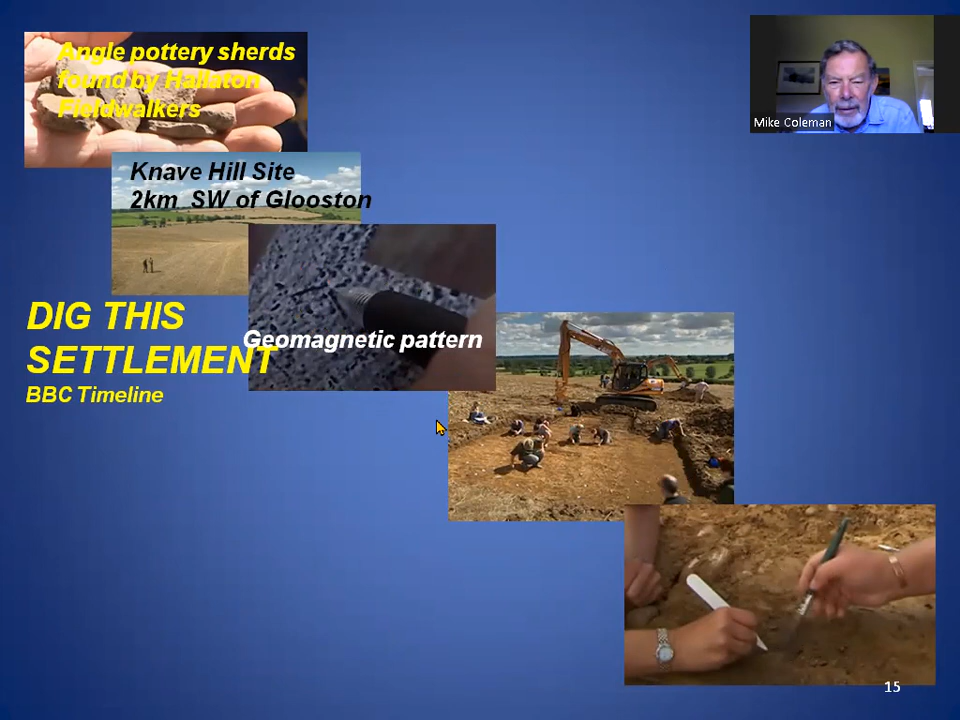 Angle pottery sherds
found by Hallaton
Fieldwalkers
Mike Coleman
Knave Hill Site
2km SW of Glooston
DIG THIS
SETTLEMENT
BBC Timeline
Geomagnetic pattern
15